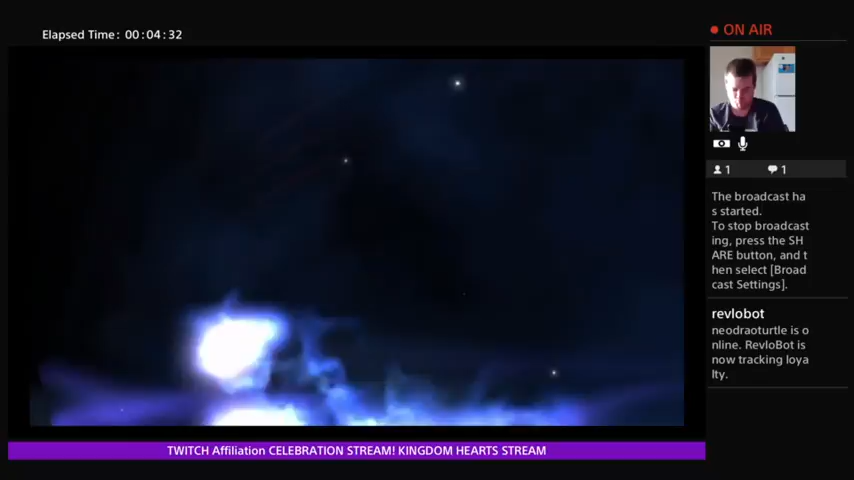 Elapsed Time: 00:04:32
ON AIR
1 1
The broadcast ha
s started.
To stop broadcast
ing, press the SH
ARE button, and t
hen select [Broad
cast Settings].
revlobot
neodraoturtle is o
nline. RevloBot is
now tracking loya
lty.
TWITCH Affiliation CELEBRATION STREAM! KINGDOM HEARTS STREAM